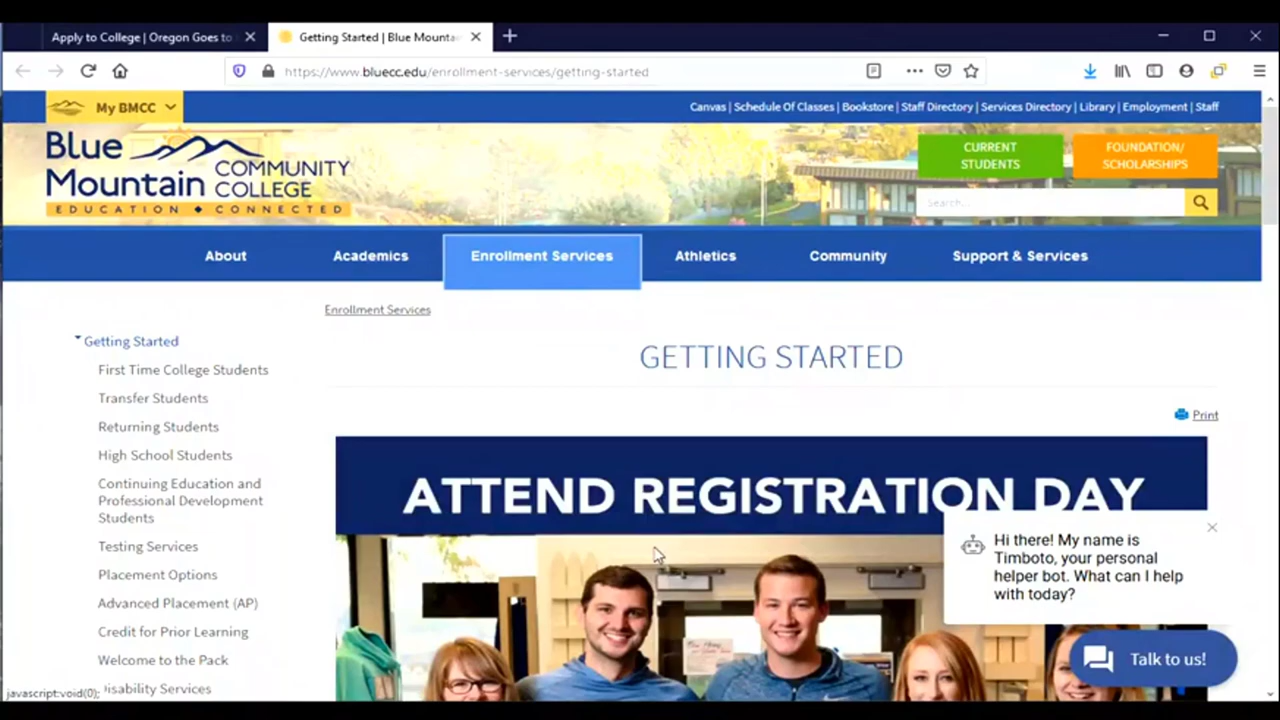 Apply to College | Oregon Goes to
Getting Started | Blue Mounta
https://www.bluecc.edu/enrollment-services/getting-started
My BMCC
Canvas | Schedule Of Classes | Bookstore | Staff Directory | Services Directory | Library | Employment | Staff
Blue
Mountain
COMMUNITY
COLLEGE
EDUCATION ◆ CONNECTED
CURRENT
STUDENTS
FOUNDATION/
SCHOLARSHIPS
Search...
About Academics Enrollment Services Athletics Community Support & Services
Enrollment Services
Getting Started
First Time College Students
Transfer Students
Returning Students
High School Students
Continuing Education and
Professional Development
Students
Testing Services
Placement Options
Advanced Placement (AP)
Credit for Prior Learning
Welcome to the Pack
isability Services
javascript:void(0);
GETTING STARTED
Print
ATTEND REGISTRATION DAY
Hi there! My name is
Timboto, your personal
helper bot. What can I help
with today?
Talk to us!